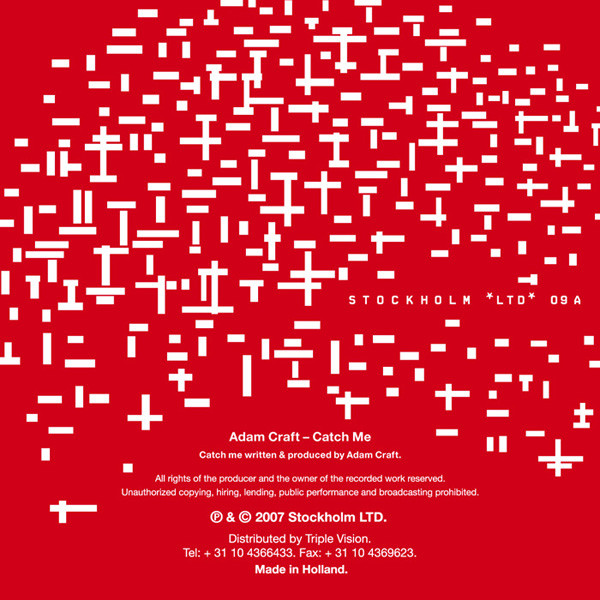 STOCKHOLM *LTD* 09A
Adam Craft – Catch Me
Catch me written & produced by Adam Craft.
All rights of the producer and the owner of the recorded work reserved.
Unauthorized copying, hiring, lending, public performance and broadcasting prohibited.
℗ & © 2007 Stockholm LTD.
Distributed by Triple Vision.
Tel: + 31 10 4366433. Fax: + 31 10 4369623.
Made in Holland.